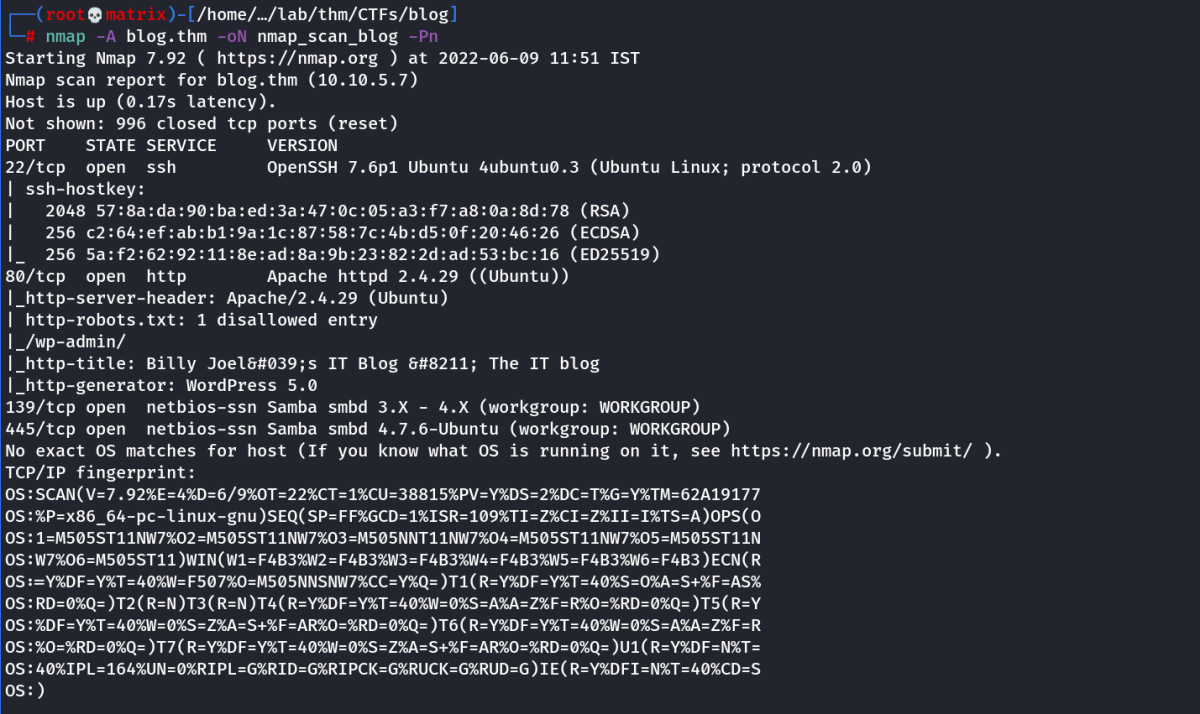 ┌──(root💀matrix)-[/home/…/lab/thm/CTFs/blog]
└─# nmap -A blog.thm -oN nmap_scan_blog -Pn
Starting Nmap 7.92 ( https://nmap.org ) at 2022-06-09 11:51 IST
Nmap scan report for blog.thm (10.10.5.7)
Host is up (0.17s latency).
Not shown: 996 closed tcp ports (reset)
PORT    STATE SERVICE     VERSION
22/tcp  open  ssh         OpenSSH 7.6p1 Ubuntu 4ubuntu0.3 (Ubuntu Linux; protocol 2.0)
| ssh-hostkey:
|   2048 57:8a:da:90:ba:ed:3a:47:0c:05:a3:f7:a8:0a:8d:78 (RSA)
|   256 c2:64:ef:ab:b1:9a:1c:87:58:7c:4b:d5:0f:20:46:26 (ECDSA)
|_  256 5a:f2:62:92:11:8e:ad:8a:9b:23:82:2d:ad:53:bc:16 (ED25519)
80/tcp  open  http        Apache httpd 2.4.29 ((Ubuntu))
|_http-server-header: Apache/2.4.29 (Ubuntu)
| http-robots.txt: 1 disallowed entry
|_/wp-admin/
|_http-title: Billy Joel&#039;s IT Blog &#8211; The IT blog
|_http-generator: WordPress 5.0
139/tcp open  netbios-ssn Samba smbd 3.X - 4.X (workgroup: WORKGROUP)
445/tcp open  netbios-ssn Samba smbd 4.7.6-Ubuntu (workgroup: WORKGROUP)
No exact OS matches for host (If you know what OS is running on it, see https://nmap.org/submit/ ).
TCP/IP fingerprint:
OS:SCAN(V=7.92%E=4%D=6/9%OT=22%CT=1%CU=38815%PV=Y%DS=2%DC=T%G=Y%TM=62A19177
OS:%P=x86_64-pc-linux-gnu)SEQ(SP=FF%GCD=1%ISR=109%TI=Z%CI=Z%II=I%TS=A)OPS(O
OS:1=M505ST11NW7%O2=M505ST11NW7%O3=M505NNT11NW7%O4=M505ST11NW7%O5=M505ST11N
OS:W7%O6=M505ST11)WIN(W1=F4B3%W2=F4B3%W3=F4B3%W4=F4B3%W5=F4B3%W6=F4B3)ECN(R
OS:=Y%DF=Y%T=40%W=F507%O=M505NNSNW7%CC=Y%Q=)T1(R=Y%DF=Y%T=40%S=O%A=S+%F=AS%
OS:RD=0%Q=)T2(R=N)T3(R=N)T4(R=Y%DF=Y%T=40%W=0%S=A%A=Z%F=R%O=%RD=0%Q=)T5(R=Y
OS:%DF=Y%T=40%W=0%S=Z%A=S+%F=AR%O=%RD=0%Q=)T6(R=Y%DF=Y%T=40%W=0%S=A%A=Z%F=R
OS:%O=%RD=0%Q=)T7(R=Y%DF=Y%T=40%W=0%S=Z%A=S+%F=AR%O=%RD=0%Q=)U1(R=Y%DF=N%T=
OS:40%IPL=164%UN=0%RIPL=G%RID=G%RIPCK=G%RUCK=G%RUD=G)IE(R=Y%DFI=N%T=40%CD=S
OS:)